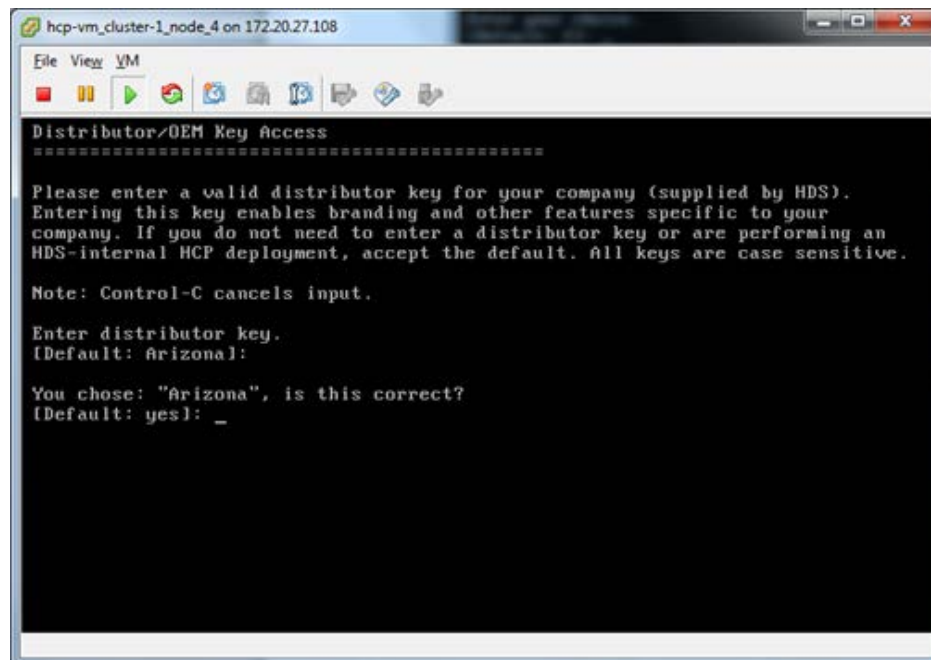 hcp-vm_cluster-1_node_4 on 172.20.27.108
File View VM
Distributor/OEM Key Access
=============================================
Please enter a valid distributor key for your company (supplied by HDS).
Entering this key enables branding and other features specific to your
company. If you do not need to enter a distributor key or are performing an
HDS-internal HCP deployment, accept the default. All keys are case sensitive.
Note: Control-C cancels input.
Enter distributor key.
[Default: Arizona]:
You chose: "Arizona", is this correct?
[Default: yes]: _